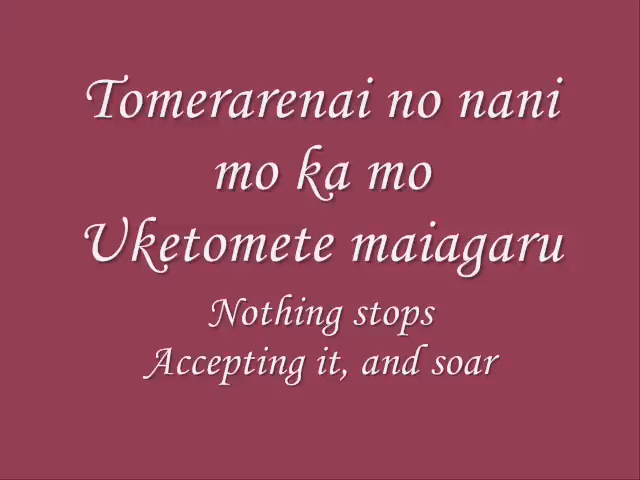 Tomerarenai no nani
mo ka mo
Uketomete maiagaru
Nothing stops
Accepting it, and soar